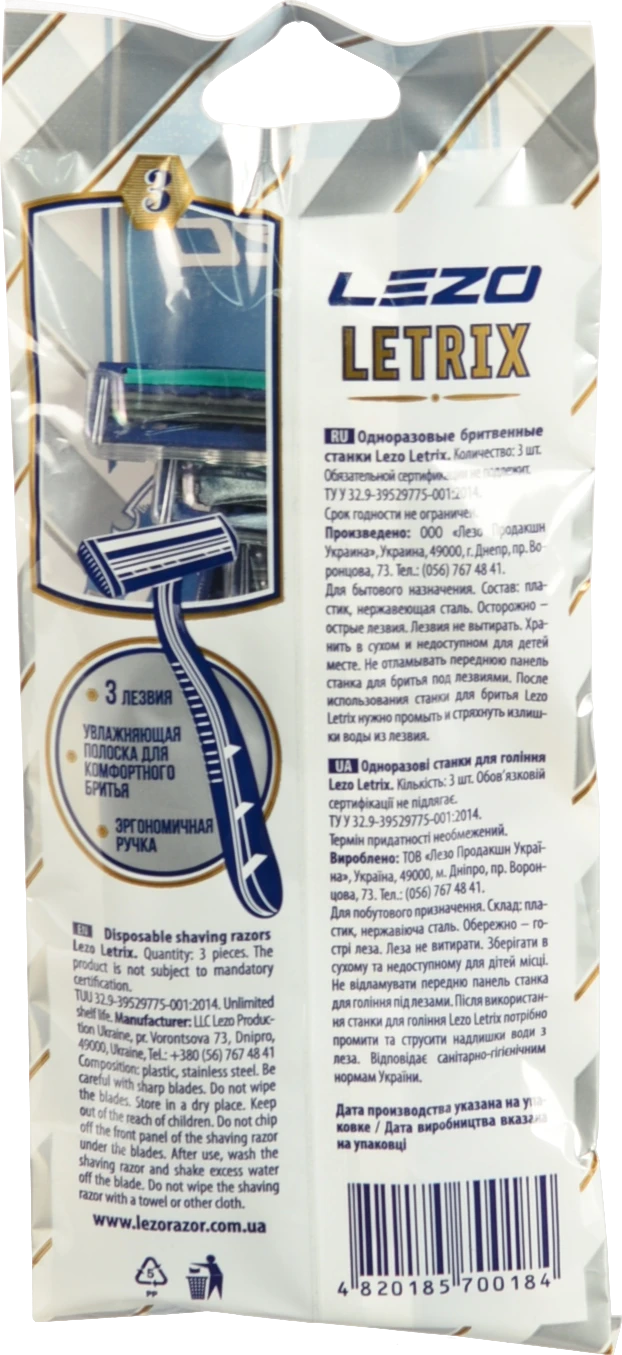 3
LEZO
LETRIX
RU Одноразовые бритвенные
станки Lezo Letrix. Количество: 3 шт.
Обязательной сертификации не подлежит.
ТУ У 32.9-39529775-001:2014.
Срок годности не ограничен.
Произведено: ООО «Лезо Продакшн
Украина», Украина, 49000, г. Днепр, пр. Во-
ронцова, 73. Тел.: (056) 767 48 41.
Для бытового назначения. Состав: пла-
стик, нержавеющая сталь. Осторожно –
острые лезвия. Лезвия не вытирать. Хра-
нить в сухом и недоступном для детей
месте. Не отламывать переднюю панель
станка для бритья под лезвиями. После
использования станки для бритья Lezo
Letrix нужно промыть и стряхнуть излиш-
ки воды из лезвия.
UA Одноразові станки для гоління
Lezo Letrix. Кількість: 3 шт. Обов'язковій
сертифікації не підлягає.
ТУ У 32.9-39529775-001:2014.
Термін придатності необмежений.
Вироблено: ТОВ «Лезо Продакшн Украї-
на», Україна, 49000, м. Дніпро, пр. Ворон-
цова, 73. Тел.: (056) 767 48 41.
Для побутового призначення. Склад: пла-
стик, нержавіюча сталь. Обережно – го-
стрі леза. Леза не витирати. Зберігати в
сухому та недоступному для дітей місці.
Не відламувати передню панель станка
для гоління під лезами. Після використан-
ня станки для гоління Lezo Letrix потрібно
промити та струсити надлишки води з
леза. Відповідає санітарно-гігієнічним
нормам України.
Дата производства указана на упа-
ковке / Дата виробництва вказана
на упаковці
4 820185 700184
3 ЛЕЗВИЯ
УВЛАЖНЯЮЩАЯ
ПОЛОСКА ДЛЯ
КОМФОРТНОГО
БРИТЬЯ
ЭРГОНОМИЧНАЯ
РУЧКА
EN Disposable shaving razors
Lezo Letrix. Quantity: 3 pieces. The
product is not subject to mandatory
certification.
TUU 32.9-39529775-001:2014. Unlimited
shelf life. Manufacturer: LLC Lezo Produc-
tion Ukraine, pr. Vorontsova 73, Dnipro,
49000, Ukraine, Tel.: +380 (56) 767 48 41
Composition: plastic, stainless steel. Be
careful with sharp blades. Do not wipe
the blades. Store in a dry place. Keep
out of the reach of children. Do not chip
off the front panel of the shaving razor
under the blades. After use, wash the
shaving razor and shake excess water
off the blade. Do not wipe the shaving
razor with a towel or other cloth.
www.lezorazor.com.ua
5
PP